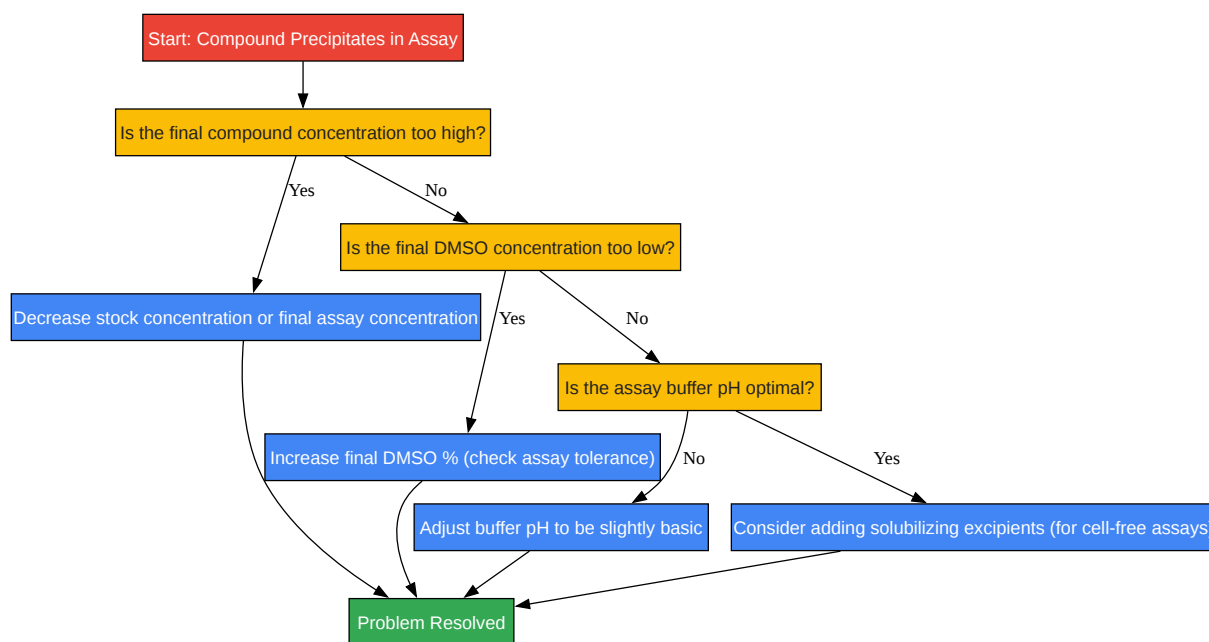 Start: Compound Precipitates in Assay
Is the final compound concentration too high?
Yes
No
Is the final DMSO concentration too low?
Decrease stock concentration or final assay concentration
Yes
No
Is the assay buffer pH optimal?
Increase final DMSO % (check assay tolerance)
No
Yes
Adjust buffer pH to be slightly basic
Consider adding solubilizing excipients (for cell-free assays
Problem Resolved